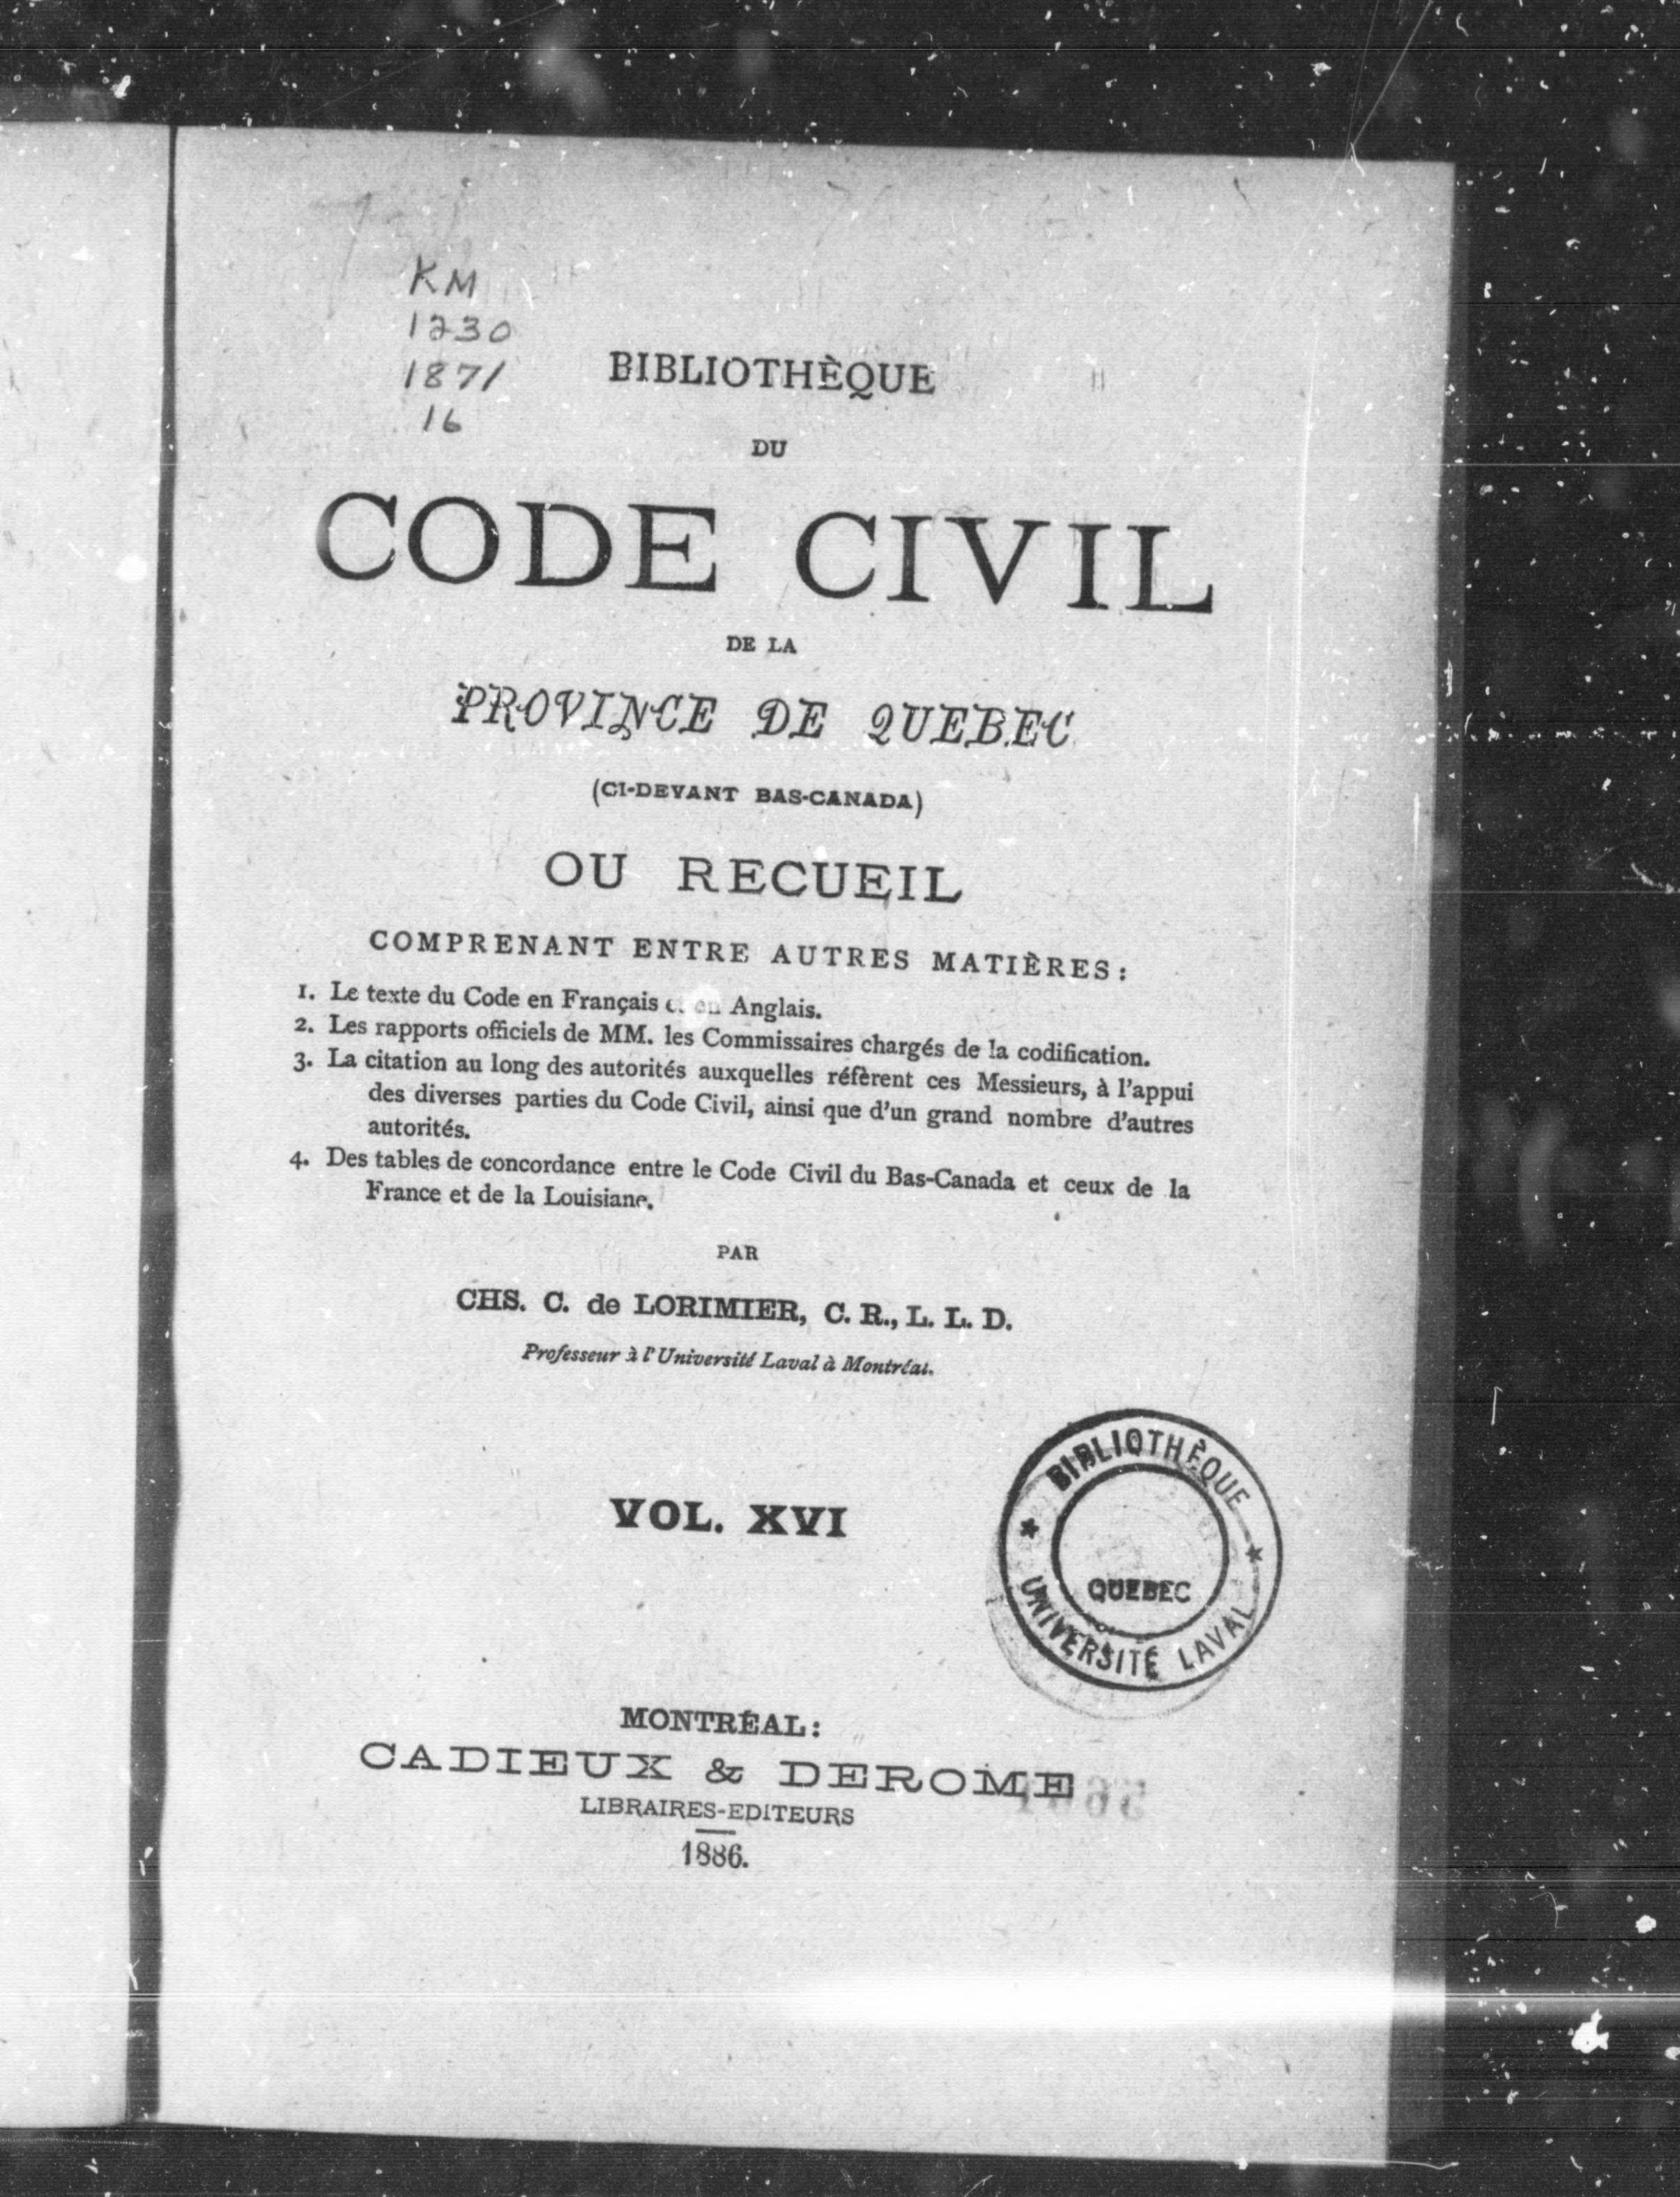 KM
1230
1871
16
BIBLIOTHÈQUE
DU
CODE CIVIL
DE LA
PROVINCE DE QUEBEC
(CI-DEVANT BAS-CANADA)
OU RECUEIL
COMPRENANT ENTRE AUTRES MATIÈRES:
1. Le texte du Code en Français et en Anglais.
2. Les rapports officiels de MM. les Commissaires chargés de la codification.
3. La citation au long des autorités auxquelles réfèrent ces Messieurs, à l'appui
des diverses parties du Code Civil, ainsi que d'un grand nombre d'autres
autorités.
4. Des tables de concordance entre le Code Civil du Bas-Canada et ceux de la
France et de la Louisiane.
PAR
CHS. C. de LORIMIER, C. R., L. L. D.
Professeur à l'Université Laval à Montréal.
VOL. XVI
BIBLIOTHÈQUE
QUEBEC
UNIVERSITÉ LAVAL
MONTRÉAL:
CADIEUX & DEROME
LIBRAIRES-EDITEURS
1886.